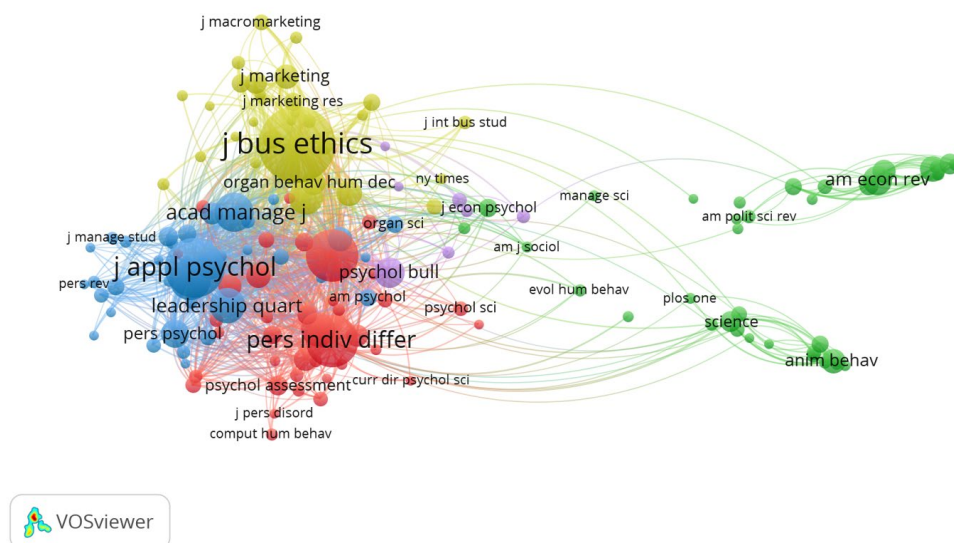 j macromarketing
j marketing
j marketing res
j bus ethics
j int bus stud
organ behav hum dec
ny times
am econ rev
manage sci
acad manage j
j econ psychol
am polit sci rev
organ sci
j manage stud
am j sociol
j appl psychol
psychol bull
pers rev
evol hum behav
am psychol
plos one
leadership quart
psychol sci
science
pers psychol
pers indiv differ
anim behav
psychol assessment
curr dir psychol sci
j pers disord
comput hum behav
VOSviewer